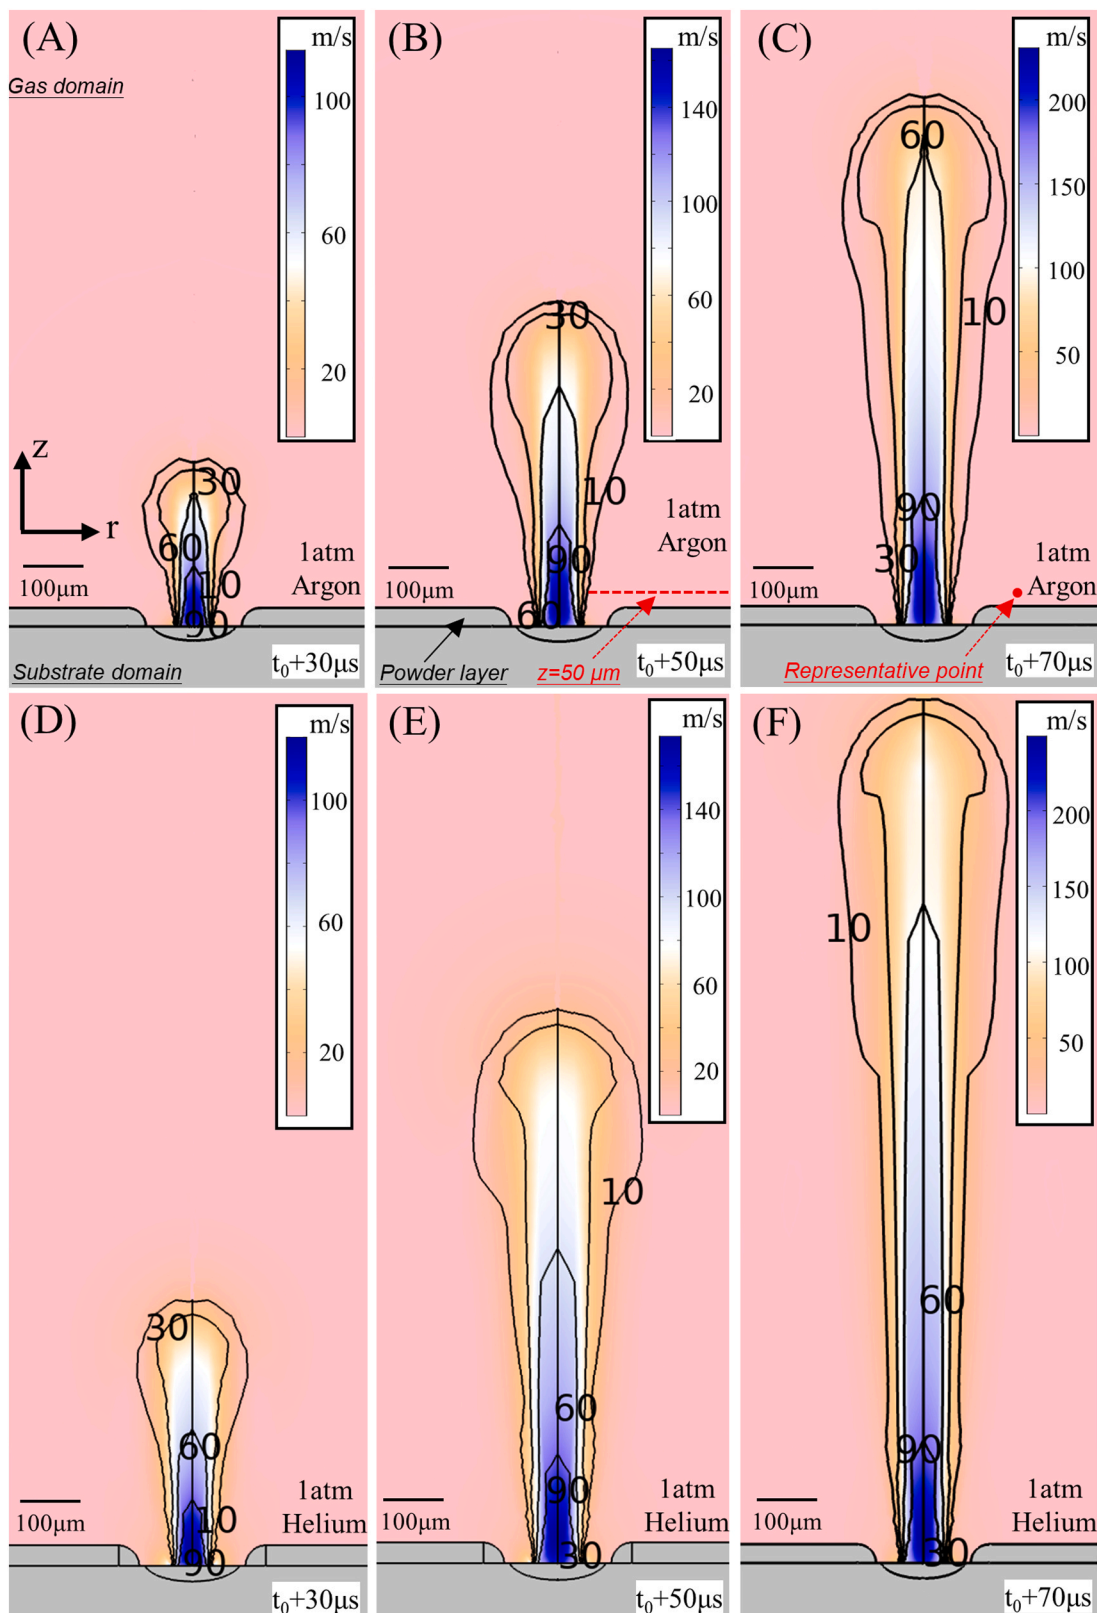 (A)
m/s
Gas domain
100
60
20
z
r
30
60
10
90
100μm
1atm
Argon
Substrate domain
t₀+30μs
(B)
m/s
140
100
60
20
30
10
90
60
1atm
Argon
100μm
Powder layer
z=50 μm
t₀+50μs
(C)
m/s
200
150
100
50
60
10
90
30
1atm
Argon
100μm
Representative point
t₀+70μs
(D)
m/s
100
60
20
30
60
10
90
1atm
Helium
100μm
t₀+30μs
(E)
m/s
140
100
60
20
10
60
90
30
1atm
Helium
100μm
t₀+50μs
(F)
m/s
200
150
100
50
10
60
90
30
1atm
Helium
100μm
t₀+70μs